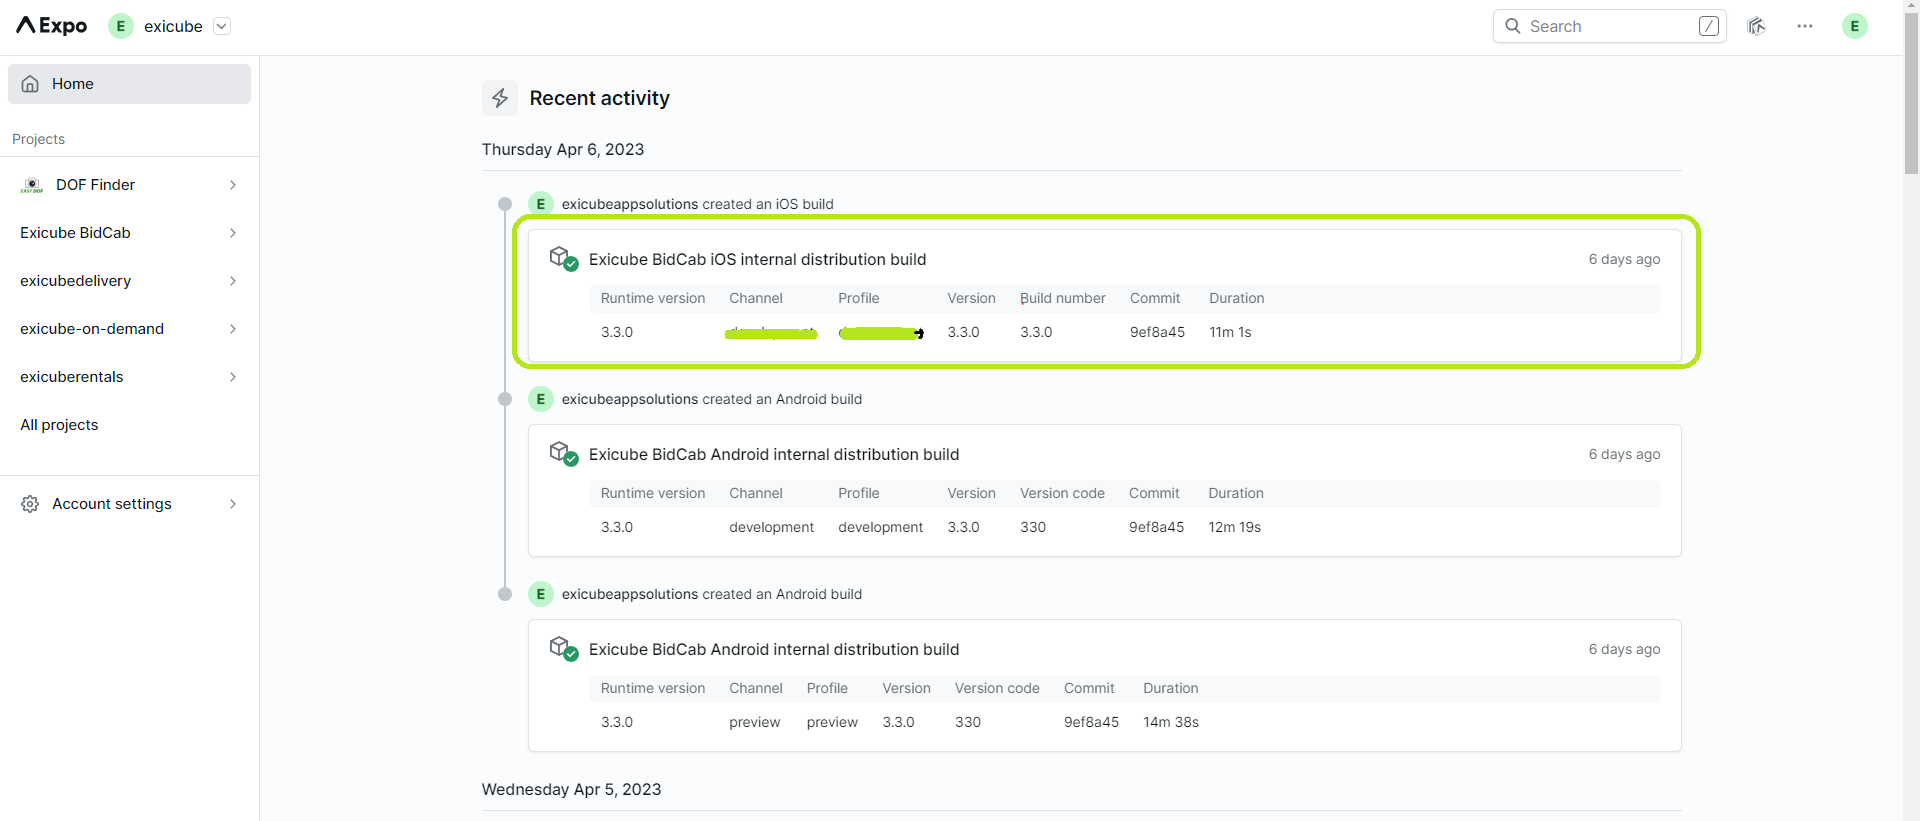 Expo
E exicube
Search /
E
Home
Projects
EASY DOF DOF Finder
Exicube BidCab
exicubedelivery
exicube-on-demand
exicuberentals
All projects
Account settings
Recent activity
Thursday Apr 6, 2023
E exicubeappsolutions created an iOS build
Exicube BidCab iOS internal distribution build 6 days ago
Runtime version Channel Profile Version Build number Commit Duration
3.3.0 3.3.0 3.3.0 9ef8a45 11m 1s
E exicubeappsolutions created an Android build
Exicube BidCab Android internal distribution build 6 days ago
Runtime version Channel Profile Version Version code Commit Duration
3.3.0 development development 3.3.0 330 9ef8a45 12m 19s
E exicubeappsolutions created an Android build
Exicube BidCab Android internal distribution build 6 days ago
Runtime version Channel Profile Version Version code Commit Duration
3.3.0 preview preview 3.3.0 330 9ef8a45 14m 38s
Wednesday Apr 5, 2023